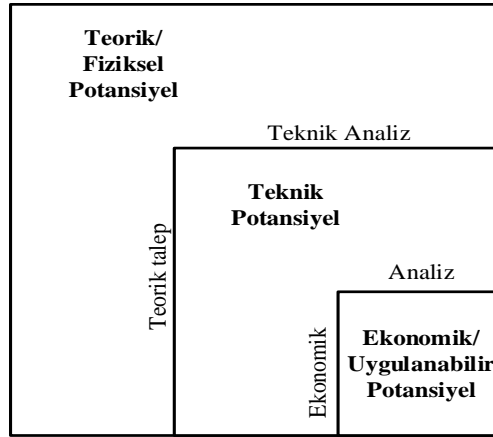 Teorik/
Fiziksel
Potansiyel
Teknik Analiz
Teorik talep
Teknik
Potansiyel
Analiz
Ekonomik
Ekonomik/
Uygulanabilir
Potansiyel